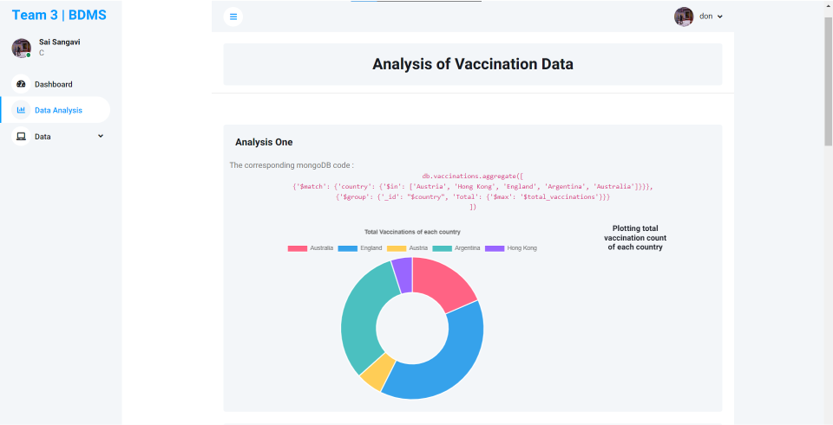 Team 3 | BDMS
Sai Sangavi
C
Dashboard
Data Analysis
Data
don
Analysis of Vaccination Data
Analysis One
The corresponding mongoDB code :
db.vaccinations.aggregate([
{'$match': {'country': {'$in': ['Austria', 'Hong Kong', 'England', 'Argentina', 'Australia']}}},
{'$group': {'_id': "$country", 'Total': {'$max': '$total_vaccinations'}}}
])
Total Vaccinations of each country
Australia England Austria Argentina Hong Kong
Plotting total
vaccination count
of each country